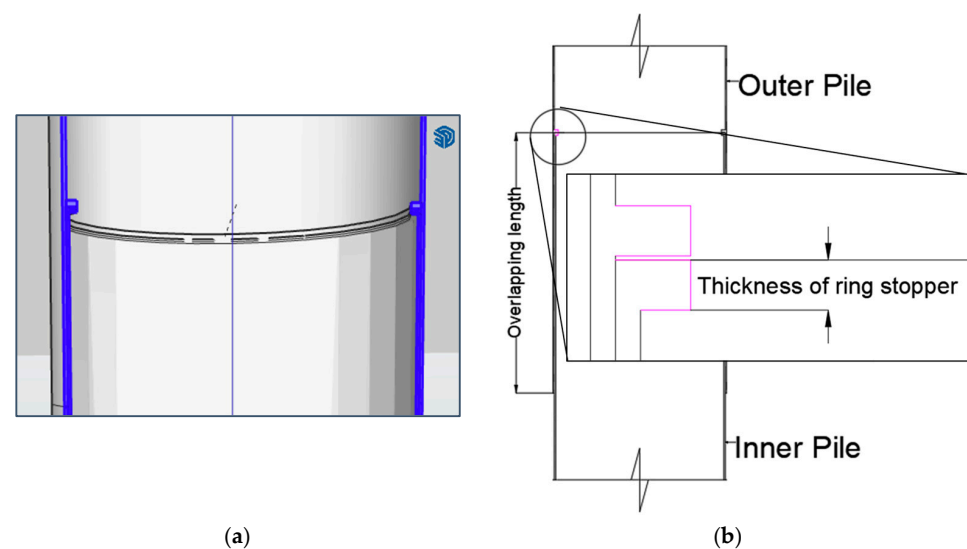 Outer Pile
Overlapping length
Thickness of ring stopper
Inner Pile
(a)
(b)